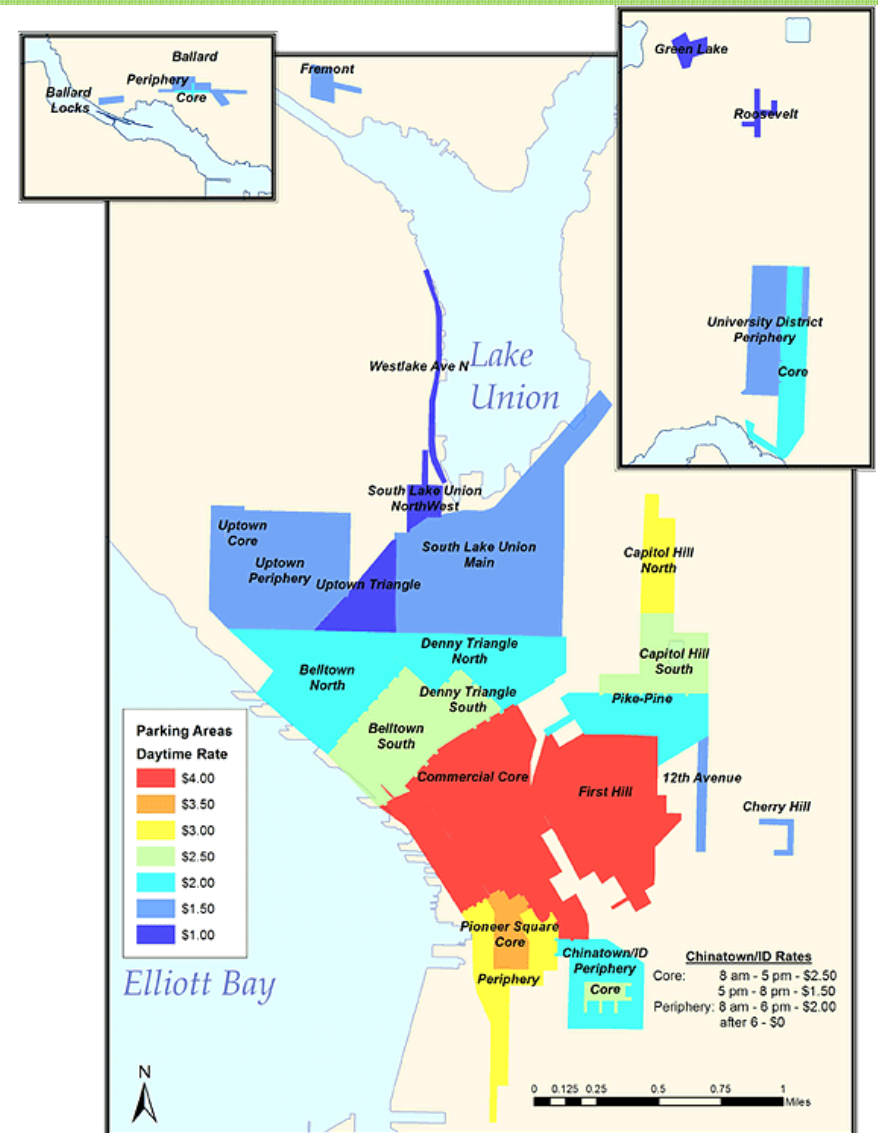 Ballard
Periphery
Core
Ballard
Locks
Fremont
Green Lake
Roosevelt
University District
Periphery
Core
Westlake Ave N
Lake
Union
South Lake Union
NorthWest
Uptown
Core
Uptown
Periphery
Uptown Triangle
South Lake Union
Main
Capitol Hill
North
Capitol Hill
South
Denny Triangle
North
Belltown
North
Denny Triangle
South
Pike-Pine
Belltown
South
Commercial Core
First Hill
12th Avenue
Cherry Hill
Parking Areas
Daytime Rate
$4.00
$3.50
$3.00
$2.50
$2.00
$1.50
$1.00
Pioneer Square
Core
Periphery
Chinatown/ID
Periphery
Core
Chinatown/ID Rates
Core: 8 am - 5 pm - $2.50
5 pm - 8 pm - $1.50
Periphery: 8 am - 6 pm - $2.00
after 6 - $0
Elliott Bay
N
0 0.125 0.25 0.5 0.75 1
Miles